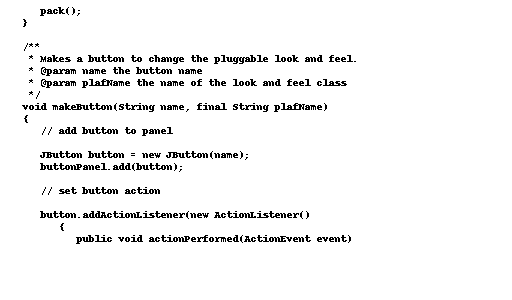 pack();
}
/**
* Makes a button to change the pluggable look and feel.
* @param name the button name
* @param plafName the name of the look and feel class
*/
void makeButton(String name, final String plafName)
{
// add button to panel
JButton button = new JButton(name);
buttonPanel.add(button);
// set button action
button.addActionListener(new ActionListener()
{
public void actionPerformed(ActionEvent event)